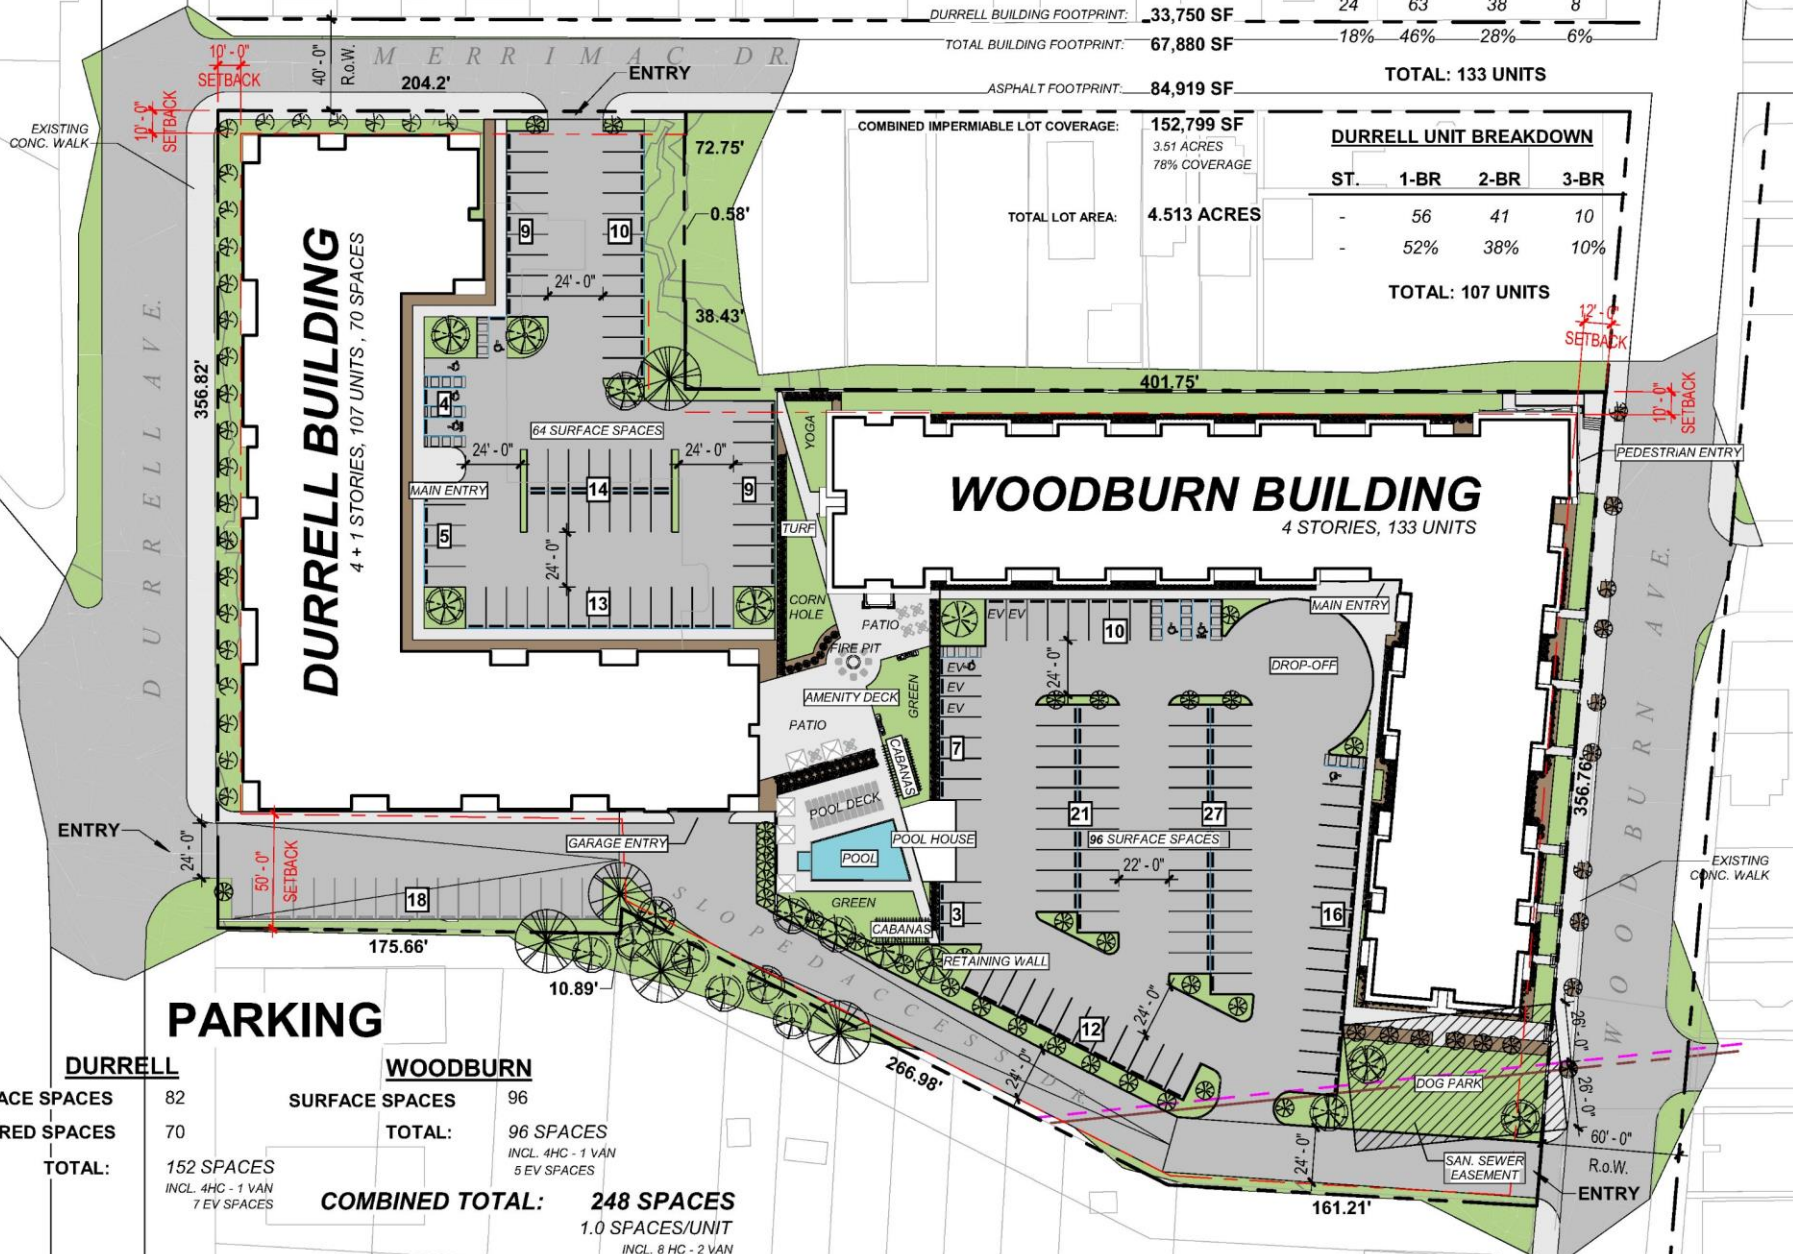 DURRELL BUILDING FOOTPRINT: 33,750 SF
24 63 38 8
TOTAL BUILDING FOOTPRINT: 67,880 SF
18% 46% 28% 6%
TOTAL: 133 UNITS
ASPHALT FOOTPRINT: 84,919 SF
COMBINED IMPERMIABLE LOT COVERAGE: 152,799 SF
3.51 ACRES
78% COVERAGE
TOTAL LOT AREA: 4.513 ACRES
DURRELL UNIT BREAKDOWN
ST. 1-BR 2-BR 3-BR
- 56 41 10
- 52% 38% 10%
TOTAL: 107 UNITS
MERRIMAC DR.
40'-0"
R.o.W.
204.2'
ENTRY
10'-0"
SETBACK
10'-0"
SETBACK
EXISTING
CONC. WALK
DURRELL AVE.
356.82'
DURRELL BUILDING
4 + 1 STORIES, 107 UNITS, 70 SPACES
9
10
24'-0"
72.75'
0.58'
38.43'
4
64 SURFACE SPACES
24'-0"
24'-0"
MAIN ENTRY
14
9
5
24'-0"
13
401.75'
12'-0"
SETBACK
10'-0"
SETBACK
PEDESTRIAN ENTRY
YOGA
TURF
CORN
HOLE
WOODBURN BUILDING
4 STORIES, 133 UNITS
WOODBURN AVE.
356.76'
PATIO
FIRE PIT
AMENITY DECK
GREEN
PATIO
CABANAS
POOL DECK
POOL HOUSE
POOL
GREEN
CABANAS
RETAINING WALL
EV EV
10
MAIN ENTRY
DROP-OFF
24'-0"
EV
EV
EV
7
21
27
96 SURFACE SPACES
22'-0"
3
16
12
24'-0"
EXISTING
CONC. WALK
ENTRY
24'-0"
50'-0"
SETBACK
GARAGE ENTRY
18
175.66'
10.89'
SLOPED ACCESS DR.
24'-0"
266.98'
DOG PARK
26'-0"
26'-0"
60'-0"
R.o.W.
SAN. SEWER
EASEMENT
24'-0"
161.21'
ENTRY
PARKING
DURRELL
ACE SPACES 82
RED SPACES 70
TOTAL: 152 SPACES
INCL. 4HC - 1 VAN
7 EV SPACES
WOODBURN
SURFACE SPACES 96
TOTAL: 96 SPACES
INCL. 4HC - 1 VAN
5 EV SPACES
COMBINED TOTAL: 248 SPACES
1.0 SPACES/UNIT
INCL. 8 HC - 2 VAN